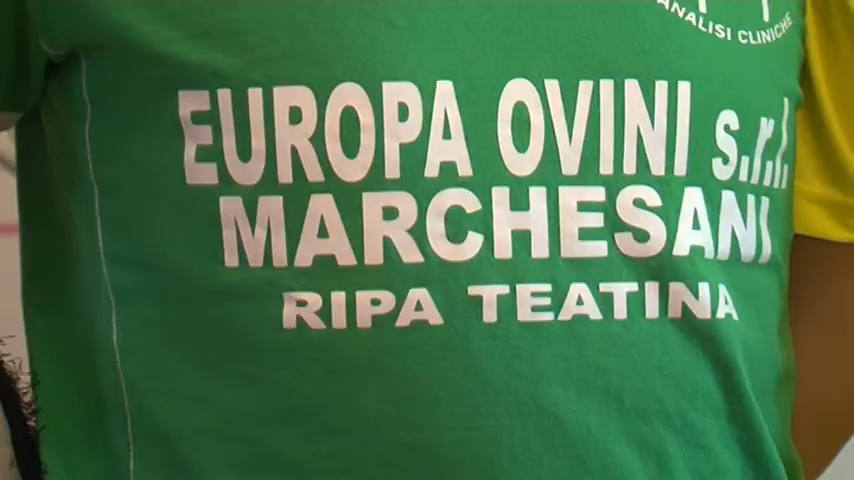 ANALISI CLINICHE
EUROPA OVINI s.r.l.
MARCHESANI
RIPA TEATINA